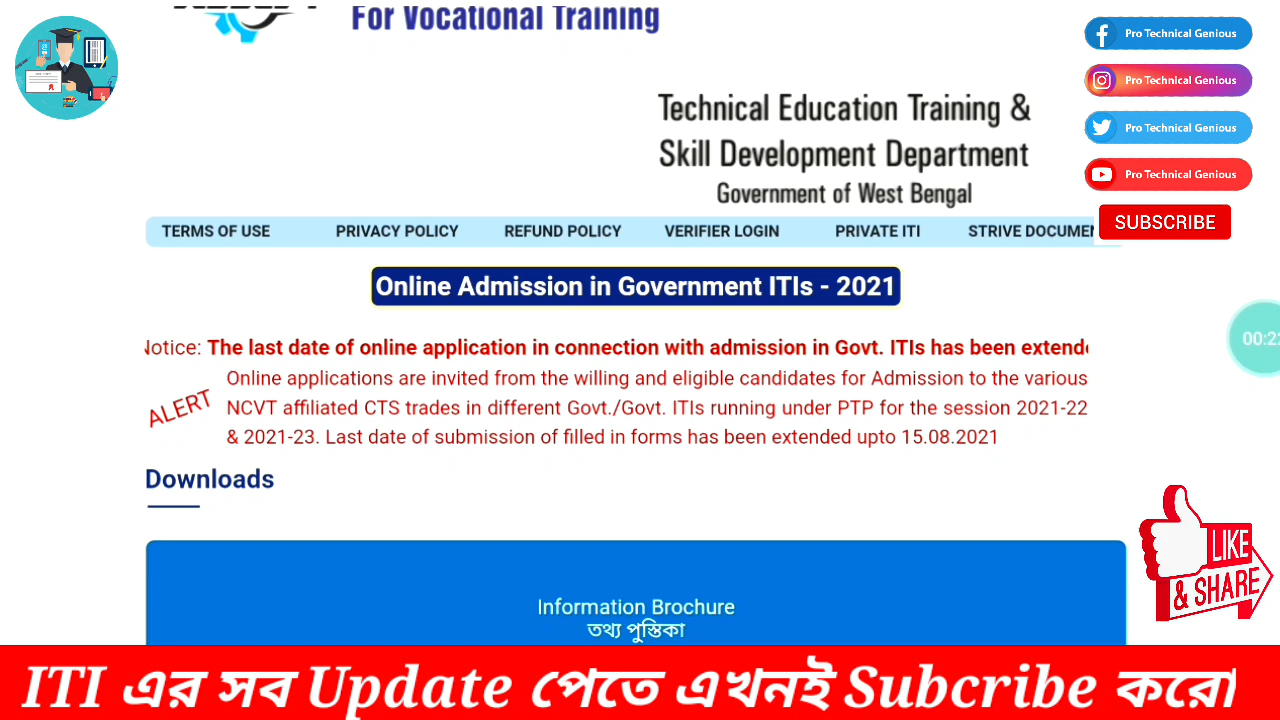 For Vocational Training
Technical Education Training &
Skill Development Department
Government of West Bengal
TERMS OF USE PRIVACY POLICY REFUND POLICY VERIFIER LOGIN PRIVATE ITI STRIVE DOCUMEN
Online Admission in Government ITIs - 2021
Notice: The last date of online application in connection with admission in Govt. ITIs has been extende
ALERT
Online applications are invited from the willing and eligible candidates for Admission to the various
NCVT affiliated CTS trades in different Govt./Govt. ITIs running under PTP for the session 2021-22
& 2021-23. Last date of submission of filled in forms has been extended upto 15.08.2021
Downloads
Information Brochure
তথ্য পুস্তিকা
Pro Technical Genious
Pro Technical Genious
Pro Technical Genious
Pro Technical Genious
SUBSCRIBE
00:22
LIKE
& SHARE
ITI এর সব Update পেতে এখনই Subcribe করো